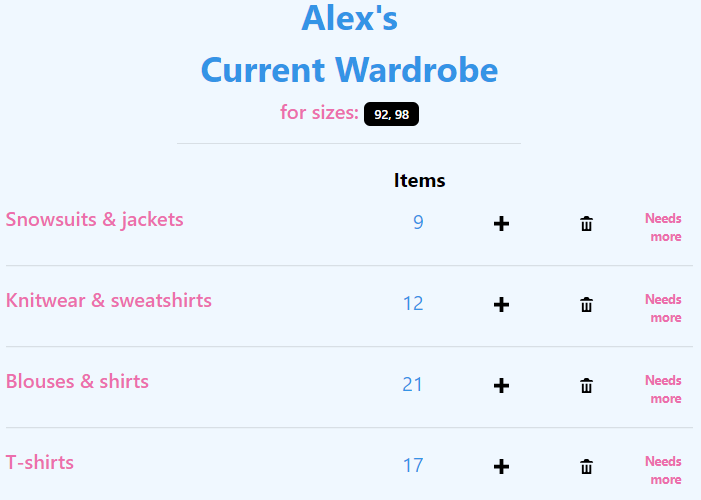 Alex's
Current Wardrobe
for sizes: 92, 98
Items
Snowsuits & jackets 9 Needs
more
Knitwear & sweatshirts 12 Needs
more
Blouses & shirts 21 Needs
more
T-shirts 17 Needs
more